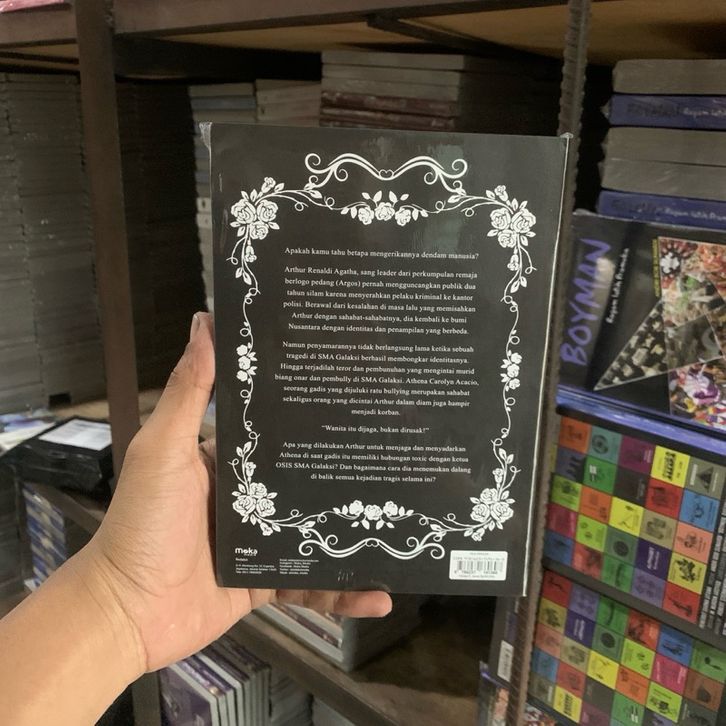 Apakah kamu tahu betapa mengerikannya dendam manusia?
Arthur Renaldi Agatha, sang leader dari perkumpulan remaja
berlogo pedang (Argos) pernah mengguncangkan publik dua
tahun silam karena menyerahkan pelaku kriminal ke kantor
polisi. Berawal dari kesalahan di masa lalu yang memisahkan
Arthur dengan sahabat-sahabatnya, dia kembali ke bumi
Nusantara dengan identitas dan penampilan yang berbeda.
Namun penyamarannya tidak berlangsung lama ketika sebuah
tragedi di SMA Galaksi berhasil membongkar identitasnya.
Hingga terjadilah teror dan pembunuhan yang mengintai murid
biang onar dan pembully di SMA Galaksi. Athena Carolyn Acacio,
seorang gadis yang dijuluki ratu bullying merupakan sahabat
sekaligus orang yang dicintai Arthur dalam diam juga hampir
menjadi korban.
“Wanita itu dijaga, bukan dirusak!”
Apa yang dilakukan Arthur untuk menjaga dan menyadarkan
Athena di saat gadis itu memiliki hubungan toxic dengan ketua
OSIS SMA Galaksi? Dan bagaimana cara dia menemukan dalang
di balik semua kejadian tragis selama ini?
moka
BOYMAN